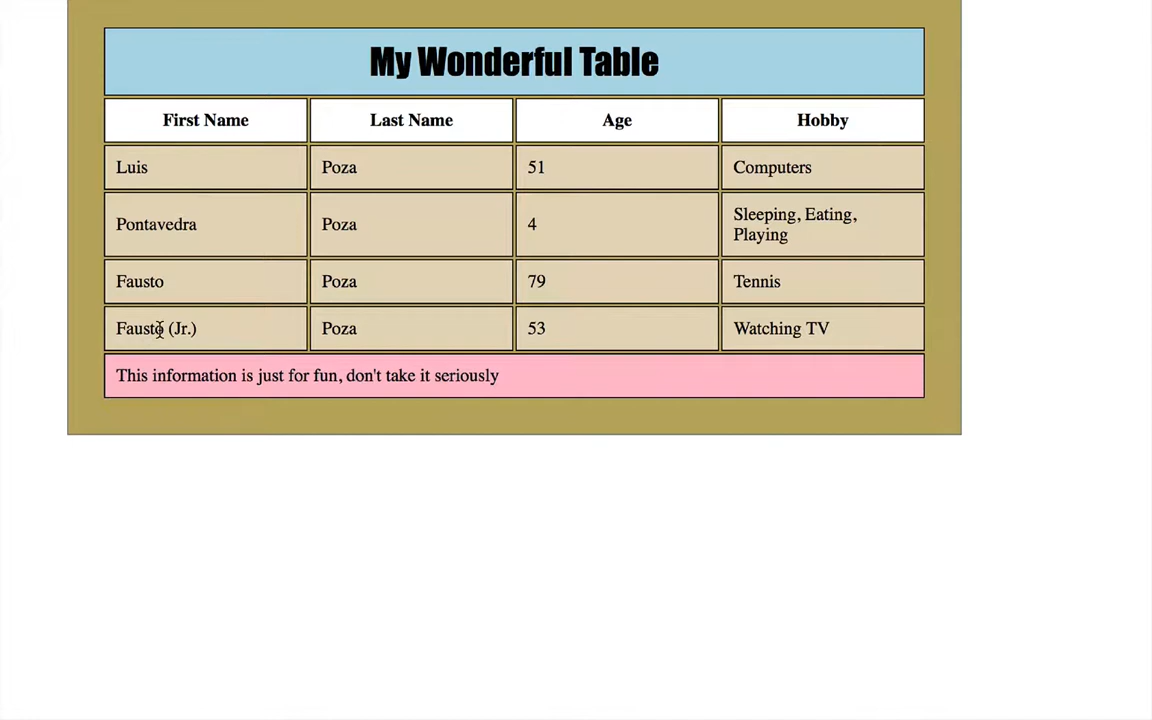 My Wonderful Table
First Name Last Name Age Hobby
Luis Poza 51 Computers
Pontavedra Poza 4 Sleeping, Eating,
Playing
Fausto Poza 79 Tennis
Fausto (Jr.) Poza 53 Watching TV
This information is just for fun, don't take it seriously